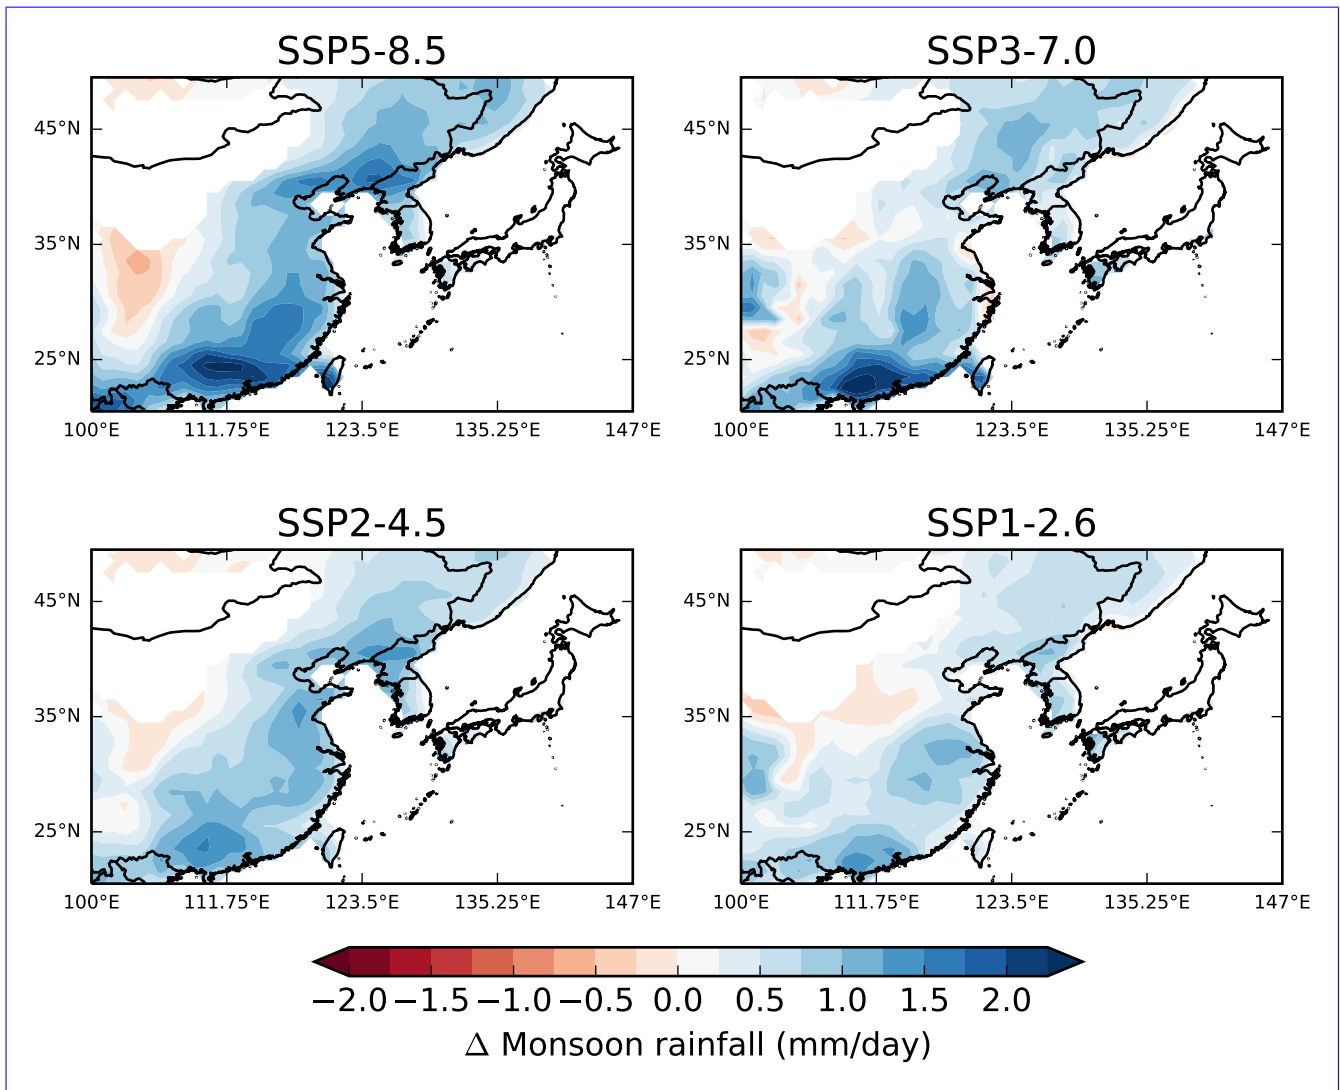 SSP5-8.5
SSP3-7.0
45°N
35°N
25°N
100°E 111.75°E 123.5°E 135.25°E 147°E
45°N
35°N
25°N
100°E 111.75°E 123.5°E 135.25°E 147°E
SSP2-4.5
SSP1-2.6
45°N
35°N
25°N
100°E 111.75°E 123.5°E 135.25°E 147°E
45°N
35°N
25°N
100°E 111.75°E 123.5°E 135.25°E 147°E
−2.0 −1.5 −1.0 −0.5 0.0 0.5 1.0 1.5 2.0
Δ Monsoon rainfall (mm/day)